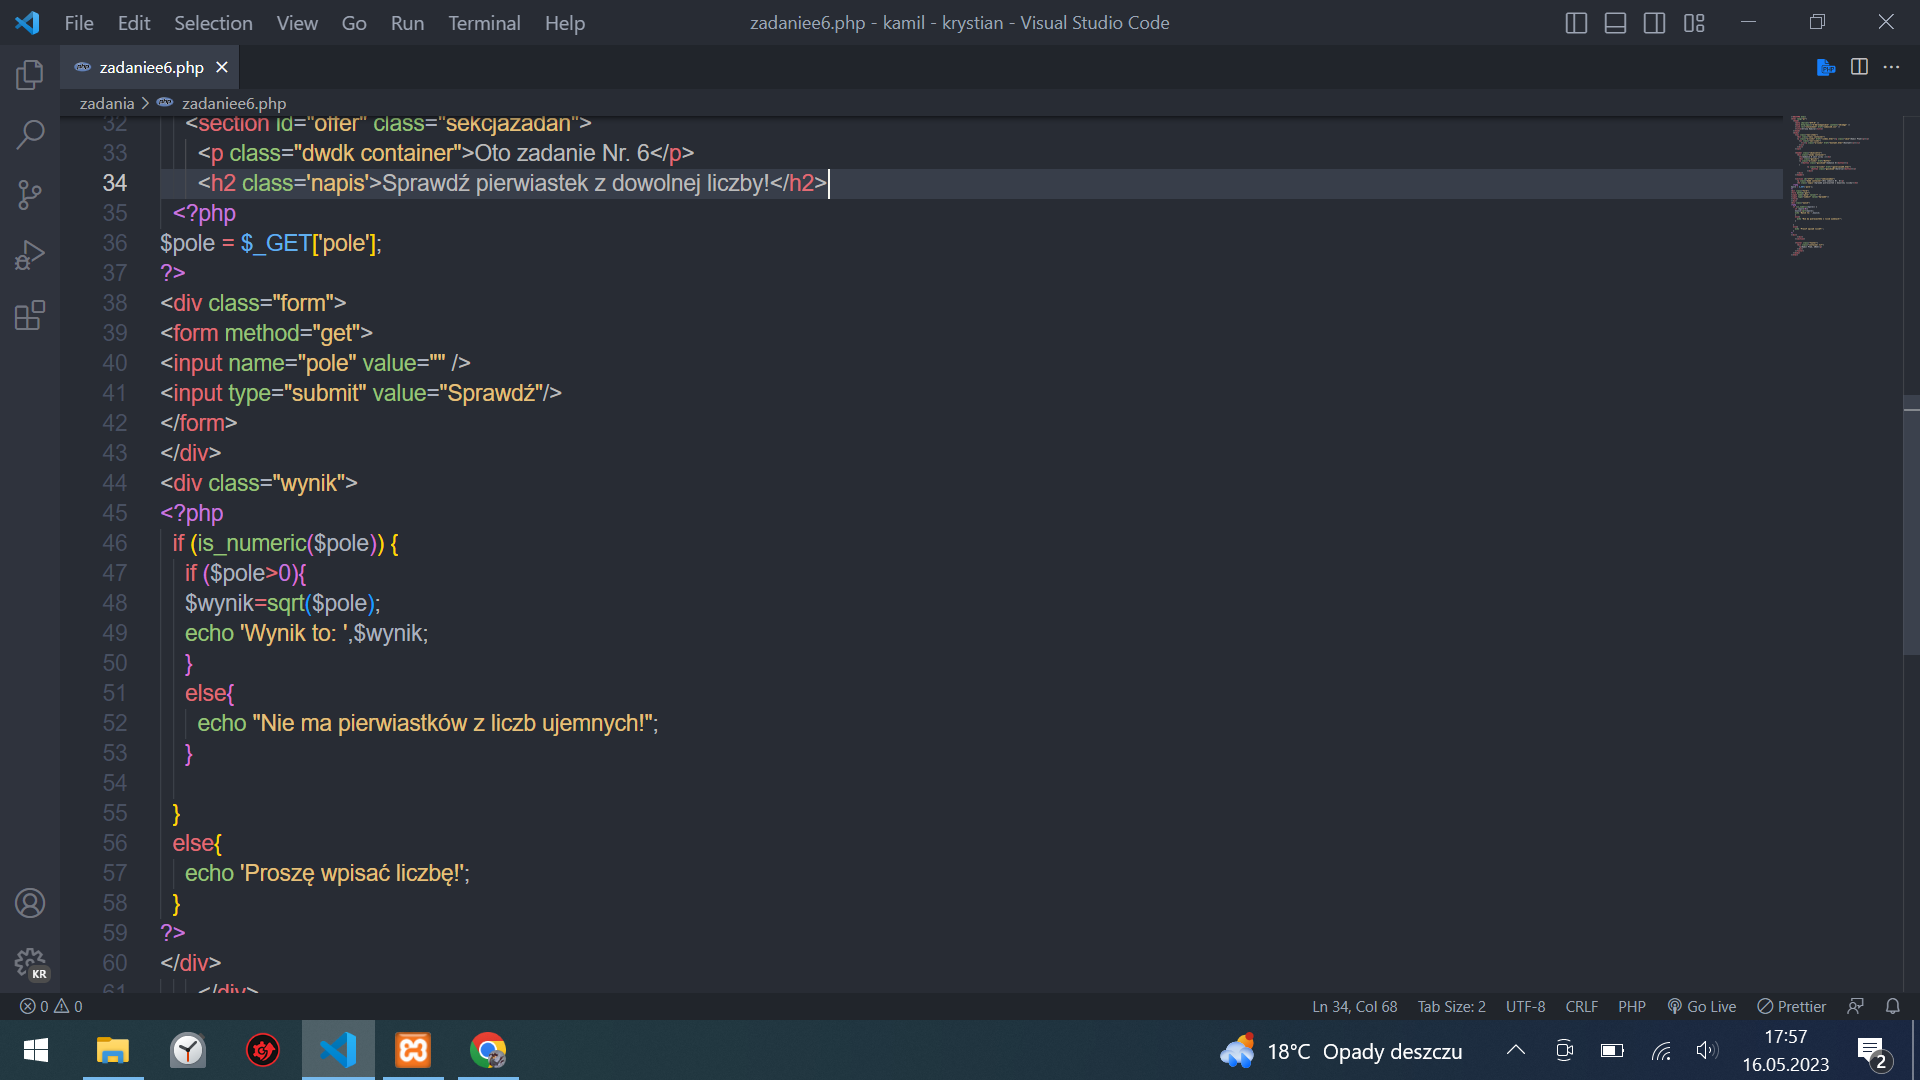 File Edit Selection View Go Run Terminal Help zadaniee6.php - kamil - krystian - Visual Studio Code
zadaniee6.php
zadania > zadaniee6.php
32 <section id="offer" class="sekcjazadan">
33 <p class="dwdk container">Oto zadanie Nr. 6</p>
34 <h2 class='napis'>Sprawdź pierwiastek z dowolnej liczby!</h2>
35 <?php
36 $pole = $_GET['pole'];
37 ?>
38 <div class="form">
39 <form method="get">
40 <input name="pole" value="" />
41 <input type="submit" value="Sprawdź"/>
42 </form>
43 </div>
44 <div class="wynik">
45 <?php
46 if (is_numeric($pole)) {
47 if ($pole>0){
48 $wynik=sqrt($pole);
49 echo 'Wynik to: ',$wynik;
50 }
51 else{
52 echo "Nie ma pierwiastków z liczb ujemnych!";
53 }
54
55 }
56 else{
57 echo 'Proszę wpisać liczbę!';
58 }
59 ?>
60 </div>
61 </div>
KR
0 0 Ln 34, Col 68 Tab Size: 2 UTF-8 CRLF PHP Go Live Prettier
18°C Opady deszczu 17:57
16.05.2023 2